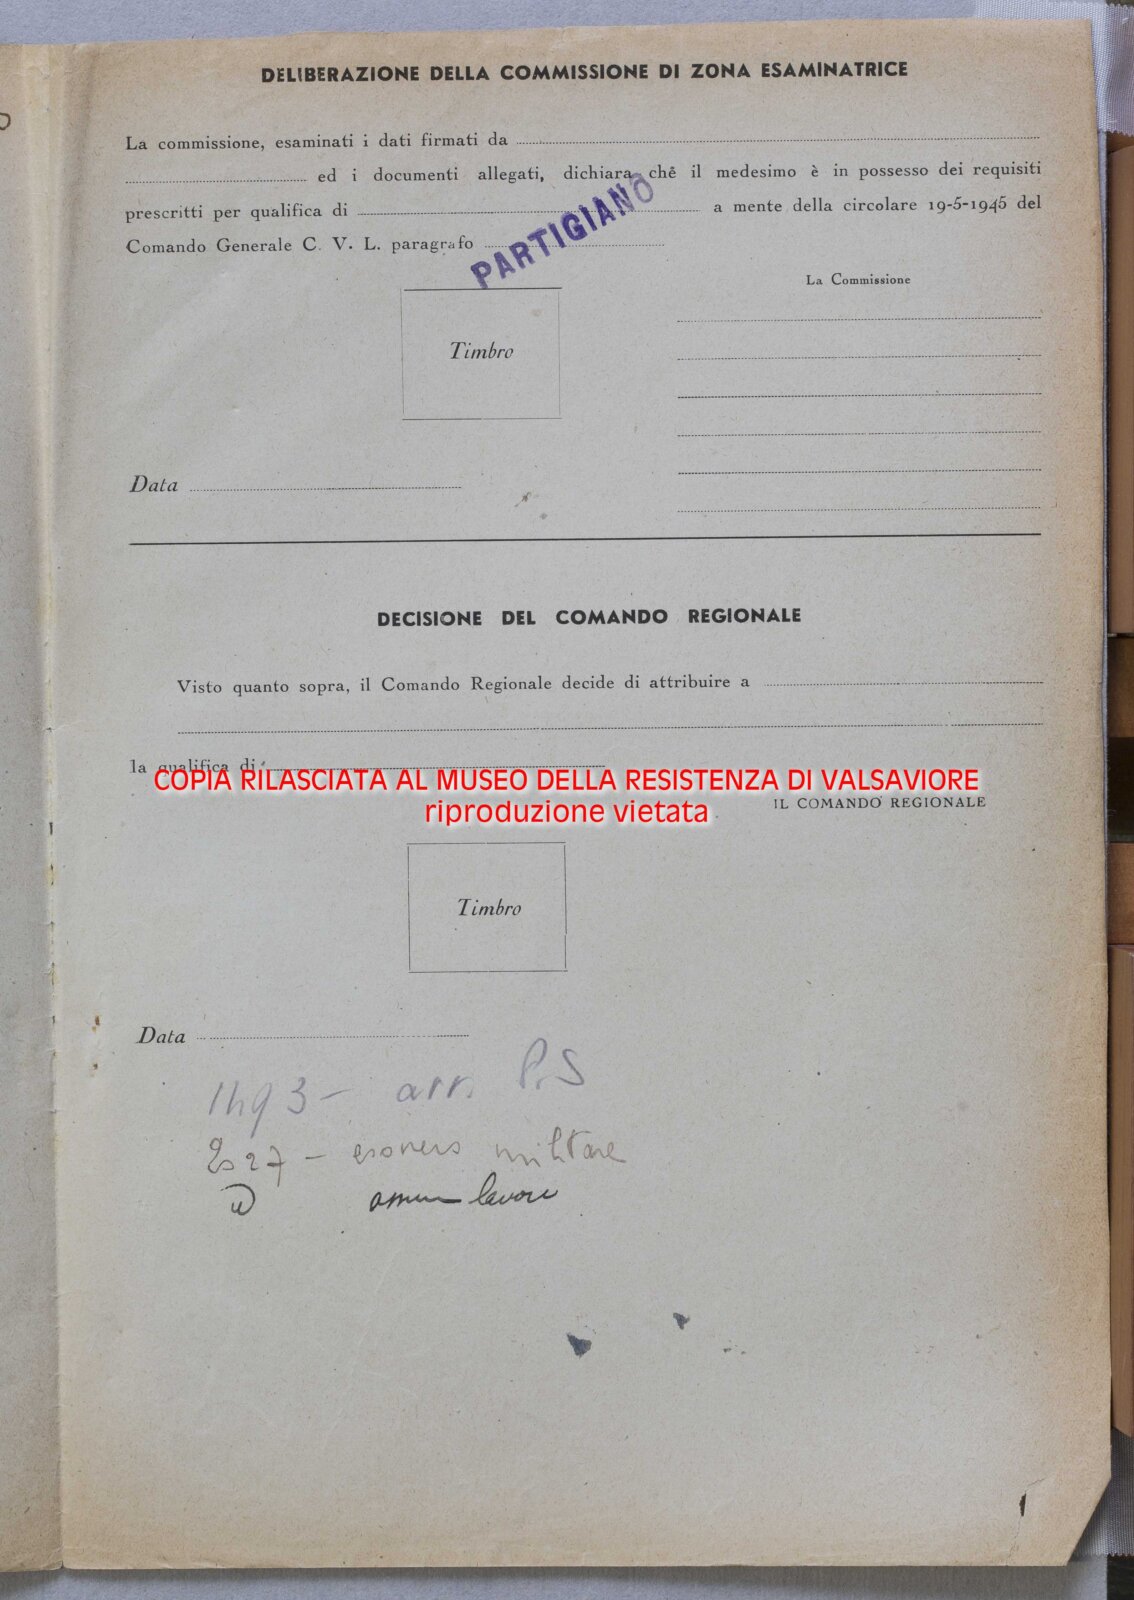 DELIBERAZIONE DELLA COMMISSIONE DI ZONA ESAMINATRICE
La commissione, esaminati i dati firmati da
ed i documenti allegati, dichiara che il medesimo è in possesso dei requisiti
prescritti per qualifica di a mente della circolare 19-5-1945 del
Comando Generale C. V. L. paragrafo
PARTIGIANO
La Commissione
Timbro
Data
DECISIONE DEL COMANDO REGIONALE
Visto quanto sopra, il Comando Regionale decide di attribuire a
la qualifica di
COPIA RILASCIATA AL MUSEO DELLA RESISTENZA DI VALSAVIORE
riproduzione vietata
IL COMANDO REGIONALE
Timbro
Data
1493 - arr. P.S
2527 - esonero militare
lavoro